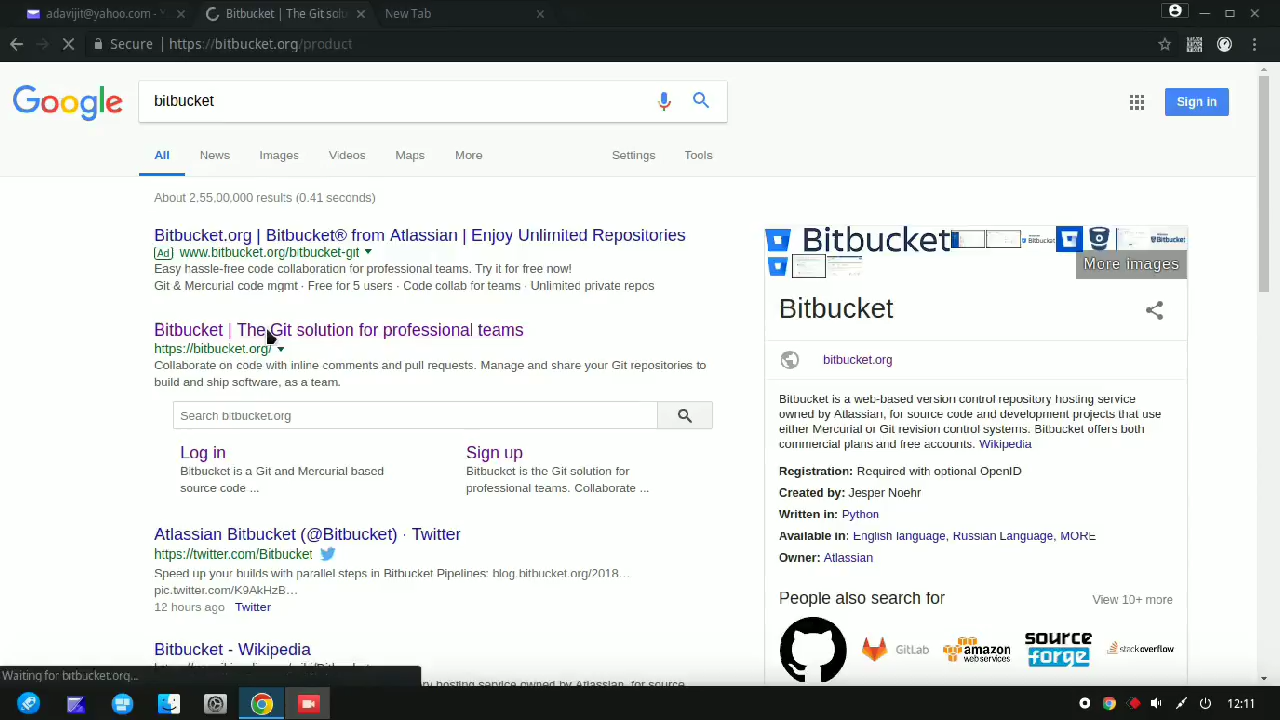 adavijit@yahoo.com -
Bitbucket | The Git solu
New Tab
Secure
https://bitbucket.org/product
Google
bitbucket
Sign in
All
News
Images
Videos
Maps
More
Settings
Tools
About 2,55,00,000 results (0.41 seconds)
Bitbucket.org | Bitbucket® from Atlassian | Enjoy Unlimited Repositories
Ad www.bitbucket.org/bitbucket-git
Easy hassle-free code collaboration for professional teams. Try it for free now!
Git & Mercurial code mgmt · Free for 5 users · Code collab for teams · Unlimited private repos
Bitbucket | The Git solution for professional teams
https://bitbucket.org/
Collaborate on code with inline comments and pull requests. Manage and share your Git repositories to
build and ship software, as a team.
Search bitbucket.org
Log in
Bitbucket is a Git and Mercurial based
source code ...
Sign up
Bitbucket is the Git solution for
professional teams. Collaborate ...
Atlassian Bitbucket (@Bitbucket) · Twitter
https://twitter.com/Bitbucket
Speed up your builds with parallel steps in Bitbucket Pipelines: blog.bitbucket.org/2018…
pic.twitter.com/K9AkHzB…
12 hours ago
Twitter
Bitbucket - Wikipedia
hosting service owned by Atlassian, for source
Waiting for bitbucket.org...
Bitbucket
More images
Bitbucket
bitbucket.org
Bitbucket is a web-based version control repository hosting service
owned by Atlassian, for source code and development projects that use
either Mercurial or Git revision control systems. Bitbucket offers both
commercial plans and free accounts. Wikipedia
Registration: Required with optional OpenID
Created by: Jesper Noehr
Written in: Python
Available in: English language, Russian Language, MORE
Owner: Atlassian
People also search for
View 10+ more
GitLab
amazon
web services
SOURCE
FORGE
stackoverflow
12:11